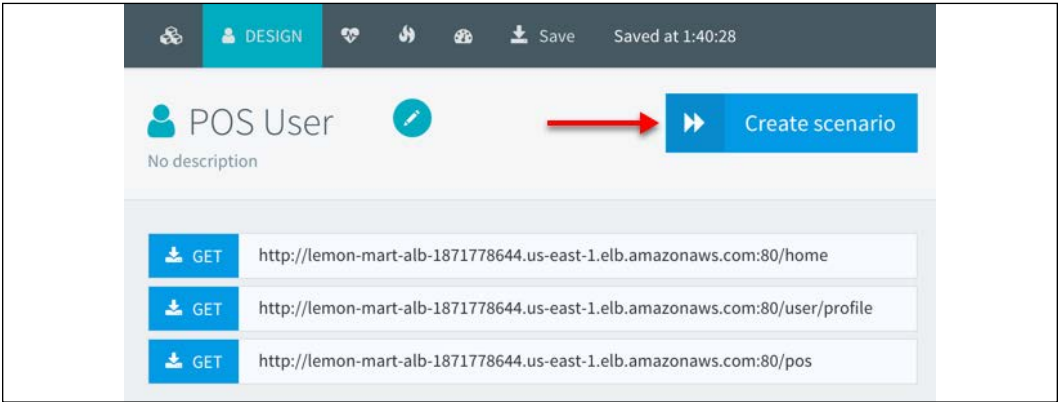 DESIGN Save Saved at 1:40:28
POS User
Create scenario
No description
GET http://lemon-mart-alb-1871778644.us-east-1.elb.amazonaws.com:80/home
GET http://lemon-mart-alb-1871778644.us-east-1.elb.amazonaws.com:80/user/profile
GET http://lemon-mart-alb-1871778644.us-east-1.elb.amazonaws.com:80/pos